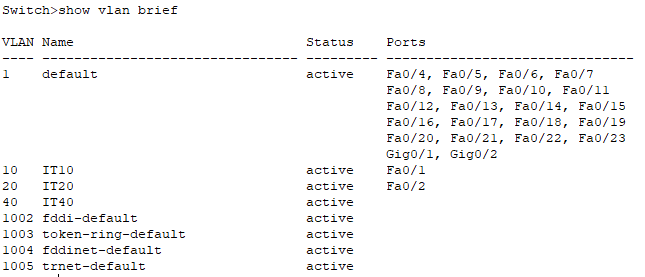 Switch>show vlan brief
VLAN Name                             Status    Ports
---- -------------------------------- --------- -------------------------------
1    default                          active    Fa0/4, Fa0/5, Fa0/6, Fa0/7
                                                Fa0/8, Fa0/9, Fa0/10, Fa0/11
                                                Fa0/12, Fa0/13, Fa0/14, Fa0/15
                                                Fa0/16, Fa0/17, Fa0/18, Fa0/19
                                                Fa0/20, Fa0/21, Fa0/22, Fa0/23
                                                Gig0/1, Gig0/2
10   IT10                             active    Fa0/1
20   IT20                             active    Fa0/2
40   IT40                             active
1002 fddi-default                     active
1003 token-ring-default               active
1004 fddinet-default                  active
1005 trnet-default                    active